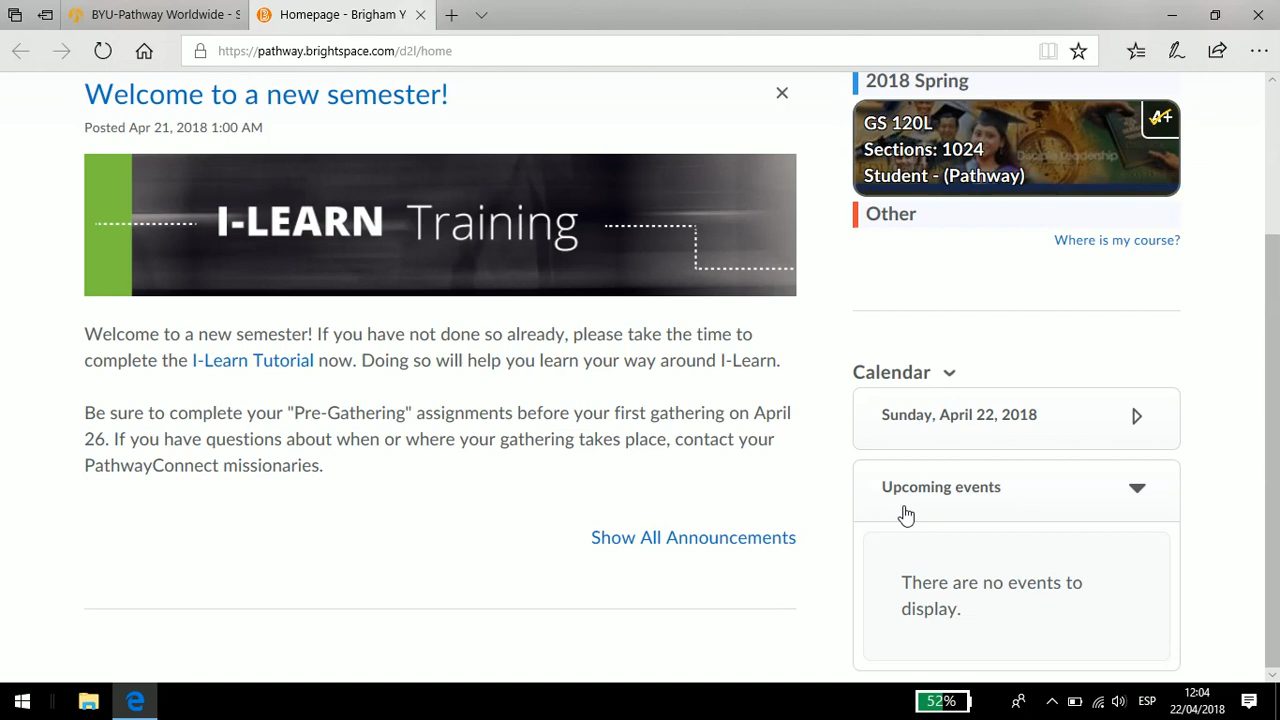 BYU-Pathway Worldwide - S
Homepage - Brigham Y
https://pathway.brightspace.com/d2l/home
Welcome to a new semester!
Posted Apr 21, 2018 1:00 AM
I-LEARN Training
Welcome to a new semester! If you have not done so already, please take the time to
complete the I-Learn Tutorial now. Doing so will help you learn your way around I-Learn.
Be sure to complete your "Pre-Gathering" assignments before your first gathering on April
26. If you have questions about when or where your gathering takes place, contact your
PathwayConnect missionaries.
Show All Announcements
2018 Spring
GS 120L
A+
Sections: 1024
Disciple Leadership
Student - (Pathway)
Other
Where is my course?
Calendar
Sunday, April 22, 2018
Upcoming events
There are no events to
display.
52%
ESP
12:04
22/04/2018